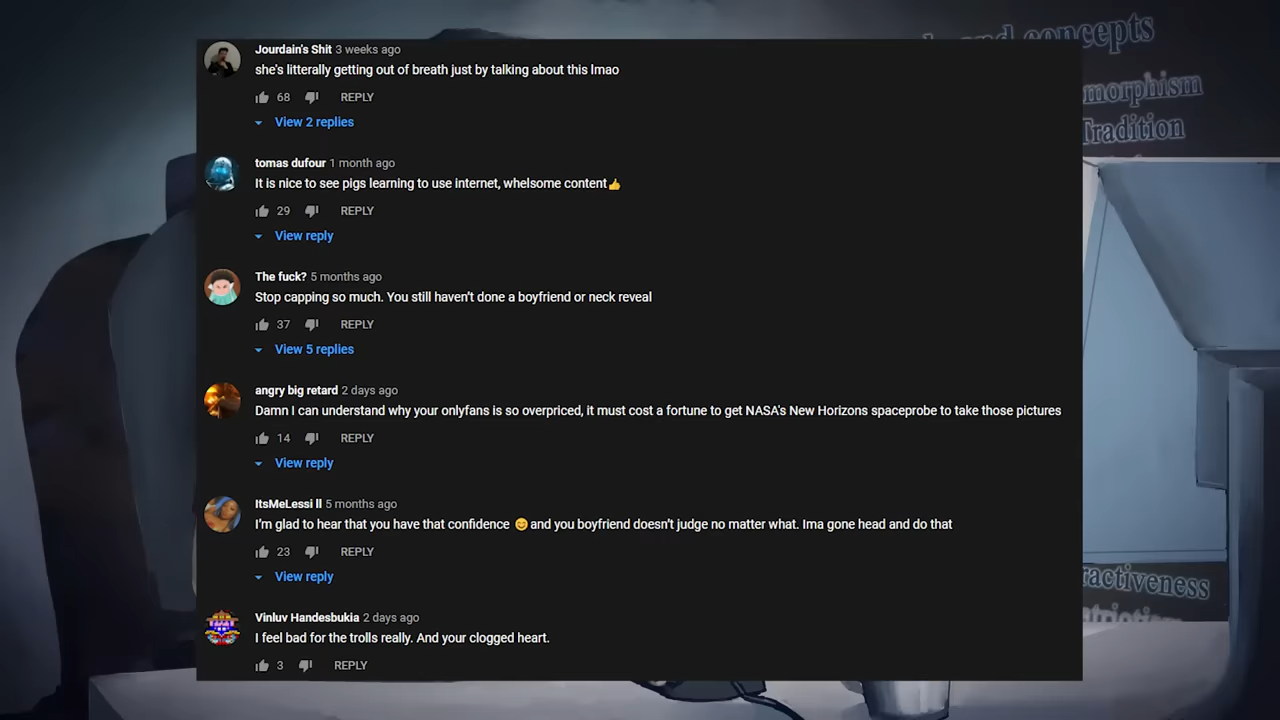 and concepts
morphism
Tradition
Jourdain's Shit 3 weeks ago
she's litterally getting out of breath just by talking about this lmao
68 REPLY
View 2 replies
tomas dufour 1 month ago
It is nice to see pigs learning to use internet, whelsome content👍
29 REPLY
View reply
The fuck? 5 months ago
Stop capping so much. You still haven't done a boyfriend or neck reveal
37 REPLY
View 5 replies
angry big retard 2 days ago
Damn I can understand why your onlyfans is so overpriced, it must cost a fortune to get NASA's New Horizons spaceprobe to take those pictures
14 REPLY
View reply
ItsMeLessi ll 5 months ago
I'm glad to hear that you have that confidence 😊 and you boyfriend doesn't judge no matter what. Ima gone head and do that
23 REPLY
View reply
ractiveness
Vinluv Handesbukia 2 days ago
I feel bad for the trolls really. And your clogged heart.
3 REPLY